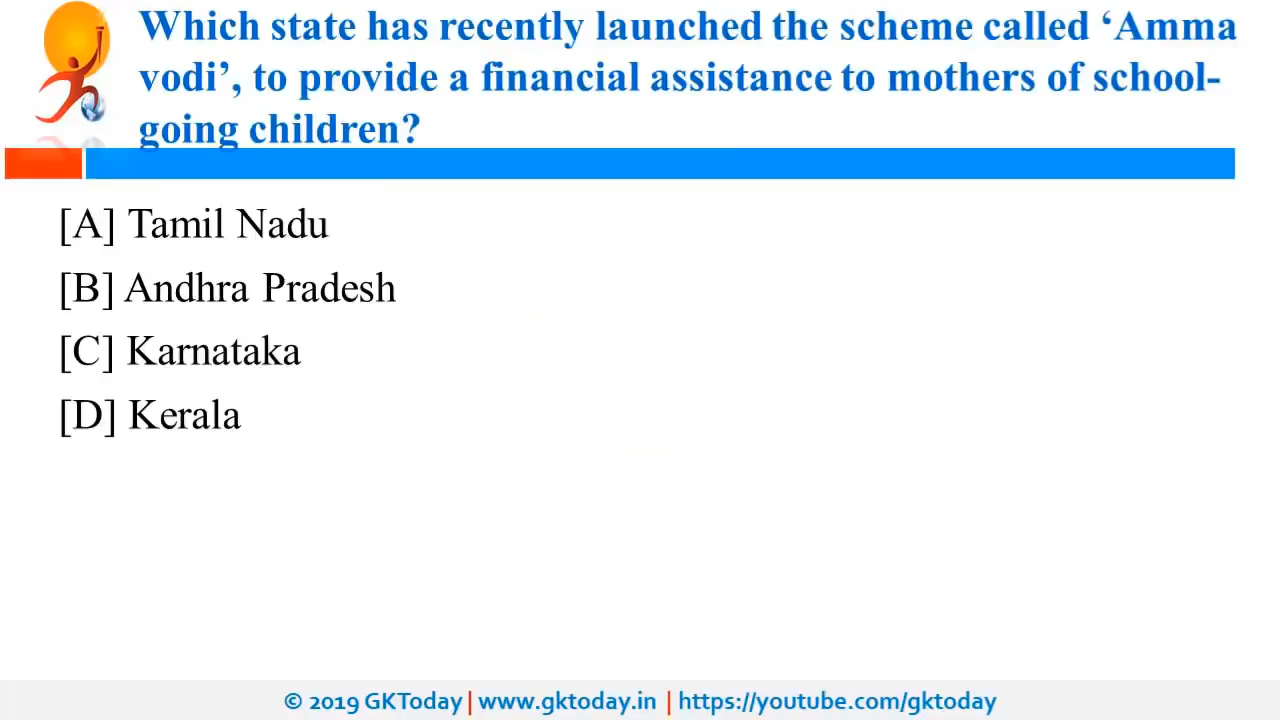 Which state has recently launched the scheme called ‘Amma
vodi’, to provide a financial assistance to mothers of school-
going children?
[A] Tamil Nadu
[B] Andhra Pradesh
[C] Karnataka
[D] Kerala
© 2019 GKToday | www.gktoday.in | https://youtube.com/gktoday